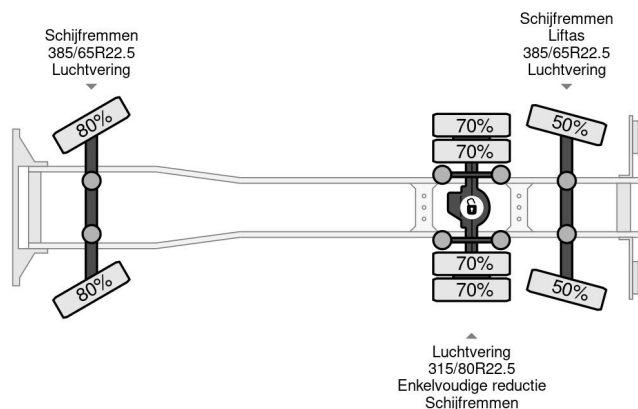 Schijfremmen
385/65R22.5
Luchtvering
Schijfremmen
Liftas
385/65R22.5
Luchtvering
80%
70%
70%
50%
80%
70%
70%
50%
Luchtvering
315/80R22.5
Enkelvoudige reductie
Schijfremmen